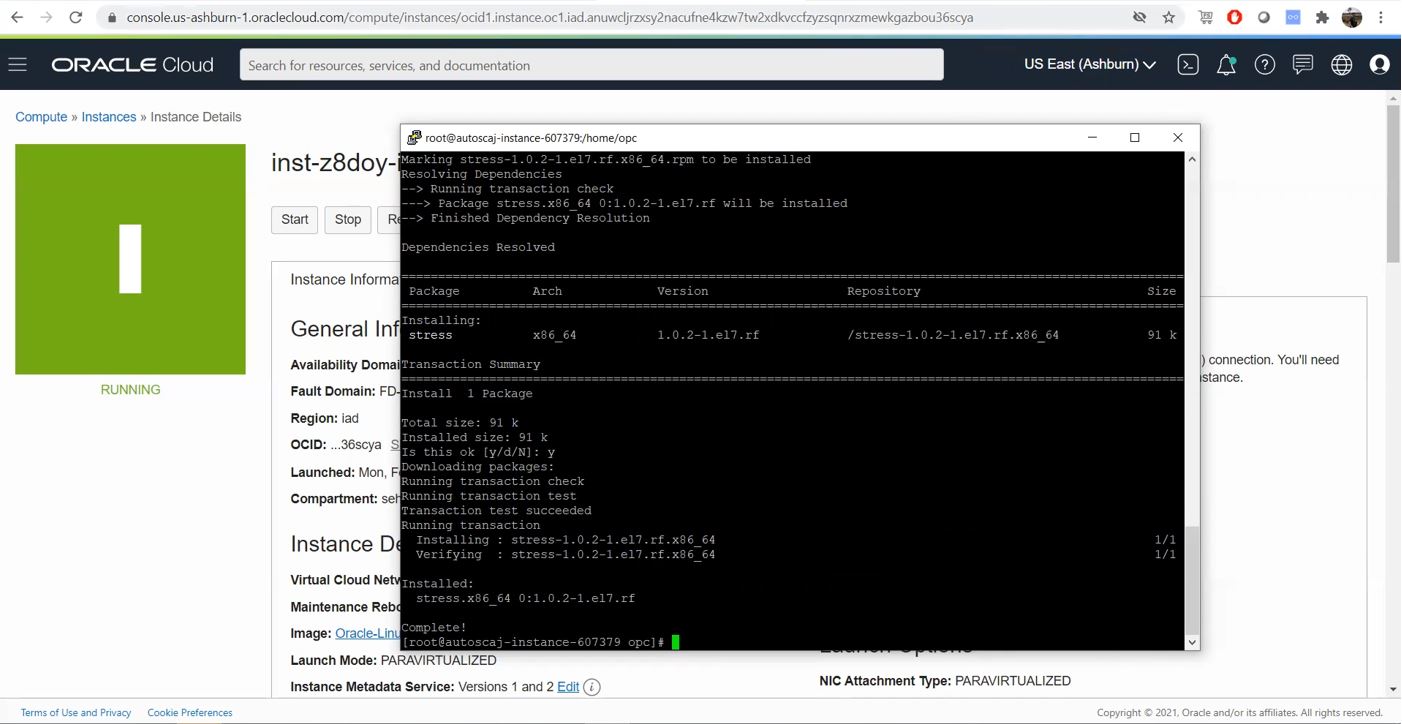 console.us-ashburn-1.oraclecloud.com/compute/instances/ocid1.instance.oc1.iad.anuwcljrzxsy2nacufne4kzw7tw2xdkvccfzyzsqnrxzmewkgazbou36scya
ORACLE Cloud
Search for resources, services, and documentation
US East (Ashburn)
Compute » Instances » Instance Details
RUNNING
inst-z8doy-
Start
Stop
Re
Instance Informa
General Inf
Availability Domai
Fault Domain: FD-
Region: iad
OCID: ...36scya S
Launched: Mon, F
Compartment: seh
Instance De
Virtual Cloud Netw
Maintenance Rebo
Image: Oracle-Linu
Launch Mode: PARAVIRTUALIZED
Instance Metadata Service: Versions 1 and 2 Edit
root@autoscaj-instance-607379:/home/opc
Marking stress-1.0.2-1.el7.rf.x86_64.rpm to be installed
Resolving Dependencies
--> Running transaction check
---> Package stress.x86_64 0:1.0.2-1.el7.rf will be installed
--> Finished Dependency Resolution
Dependencies Resolved
Package Arch Version Repository Size
Installing:
stress x86_64 1.0.2-1.el7.rf /stress-1.0.2-1.el7.rf.x86_64 91 k
Transaction Summary
Install 1 Package
Total size: 91 k
Installed size: 91 k
Is this ok [y/d/N]: y
Downloading packages:
Running transaction check
Running transaction test
Transaction test succeeded
Running transaction
Installing : stress-1.0.2-1.el7.rf.x86_64 1/1
Verifying : stress-1.0.2-1.el7.rf.x86_64 1/1
Installed:
stress.x86_64 0:1.0.2-1.el7.rf
Complete!
[root@autoscaj-instance-607379 opc]#
) connection. You'll need
stance.
Launch Options
NIC Attachment Type: PARAVIRTUALIZED
Terms of Use and Privacy
Cookie Preferences
Copyright © 2021, Oracle and/or its affiliates. All rights reserved.